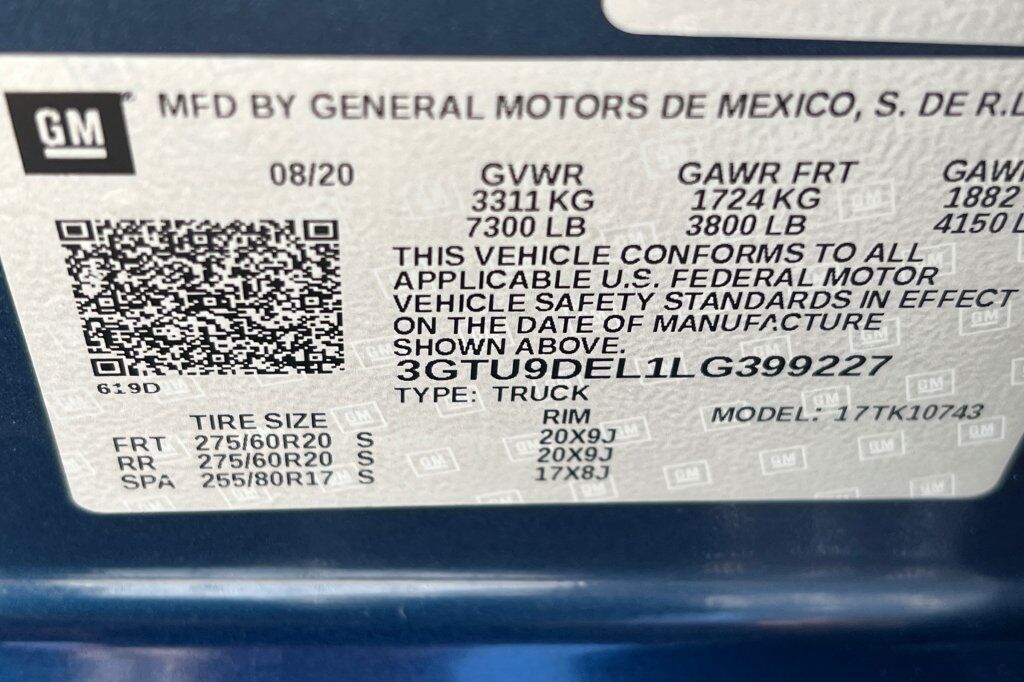 GM MFD BY GENERAL MOTORS DE MEXICO, S. DE R.L
08/20 GVWR GAWR FRT GAW
3311 KG 1724 KG 1882
7300 LB 3800 LB 4150 L
THIS VEHICLE CONFORMS TO ALL
APPLICABLE U.S. FEDERAL MOTOR
VEHICLE SAFETY STANDARDS IN EFFECT
ON THE DATE OF MANUFACTURE
SHOWN ABOVE.
3GTU9DEL1LG399227
619D
TYPE: TRUCK
TIRE SIZE RIM MODEL: 17TK10743
FRT 275/60R20 S 20X9J
RR 275/60R20 S 20X9J
SPA 255/80R17 S 17X8J